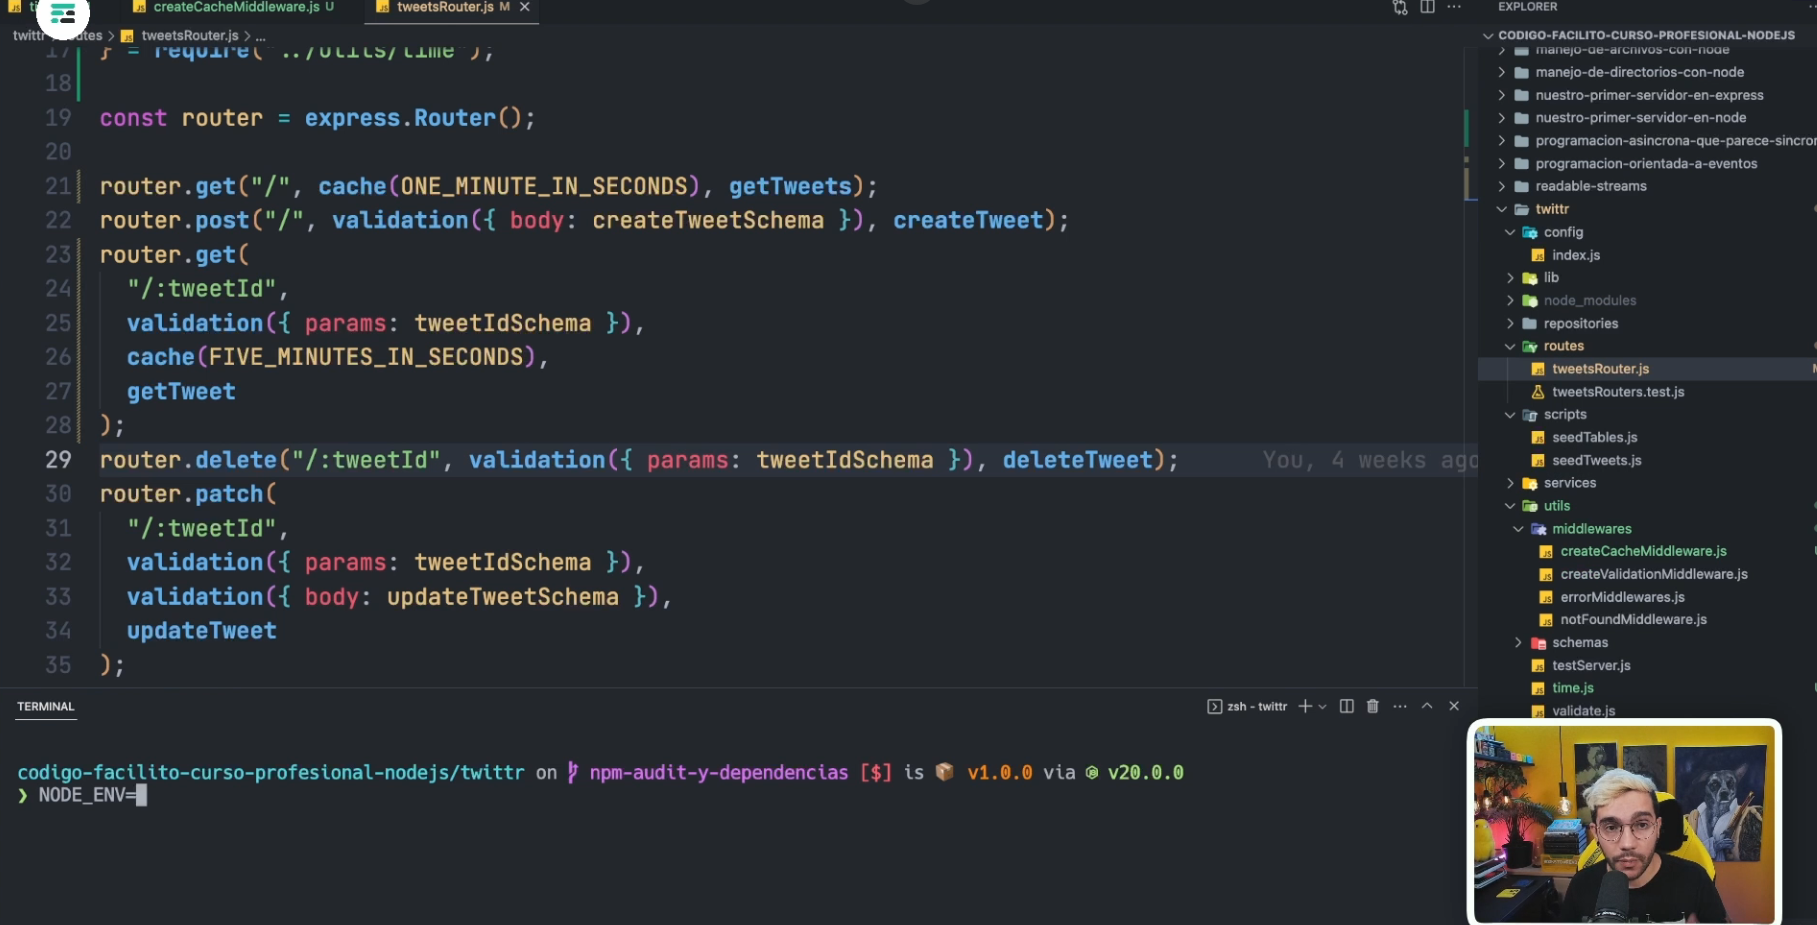 createCacheMiddleware.js U
tweetsRouter.js M
EXPLORER
twittr
tweetsRouter.js > ...
17 } = require("../utils/time");
18
19 const router = express.Router();
20
21 router.get("/", cache(ONE_MINUTE_IN_SECONDS), getTweets);
22 router.post("/", validation({ body: createTweetSchema }), createTweet);
23 router.get(
24 "/:tweetId",
25 validation({ params: tweetIdSchema }),
26 cache(FIVE_MINUTES_IN_SECONDS),
27 getTweet
28 );
29 router.delete("/:tweetId", validation({ params: tweetIdSchema }), deleteTweet); You, 4 weeks ago
30 router.patch(
31 "/:tweetId",
32 validation({ params: tweetIdSchema }),
33 validation({ body: updateTweetSchema }),
34 updateTweet
35 );
CODIGO-FACILITO-CURSO-PROFESIONAL-NODEJS
manejo-de-archivos-con-node
manejo-de-directorios-con-node
nuestro-primer-servidor-en-express
nuestro-primer-servidor-en-node
programacion-asincrona-que-parece-sincron
programacion-orientada-a-eventos
readable-streams
twittr
config
index.js
lib
node_modules
repositories
routes
tweetsRouter.js
tweetsRouters.test.js
scripts
seedTables.js
seedTweets.js
services
utils
middlewares
createCacheMiddleware.js
createValidationMiddleware.js
errorMiddlewares.js
notFoundMiddleware.js
schemas
testServer.js
time.js
validate.js
TERMINAL
zsh - twittr
codigo-facilito-curso-profesional-nodejs/twittr on npm-audit-y-dependencias [$] is v1.0.0 via v20.0.0
❯ NODE_ENV=